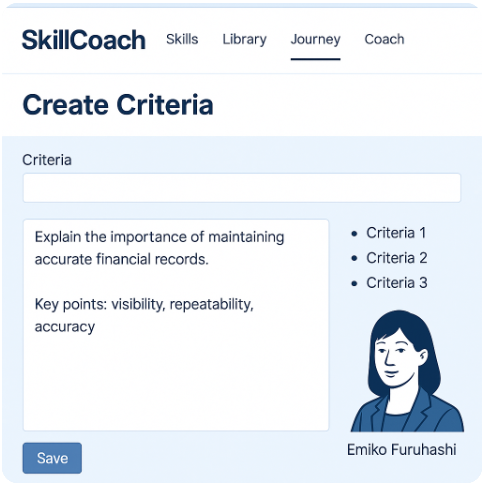 SkillCoach Skills Library Journey Coach
Create Criteria
Criteria
Explain the importance of maintaining
accurate financial records.
Key points: visibility, repeatability,
accuracy
• Criteria 1
• Criteria 2
• Criteria 3
Emiko Furuhashi
Save